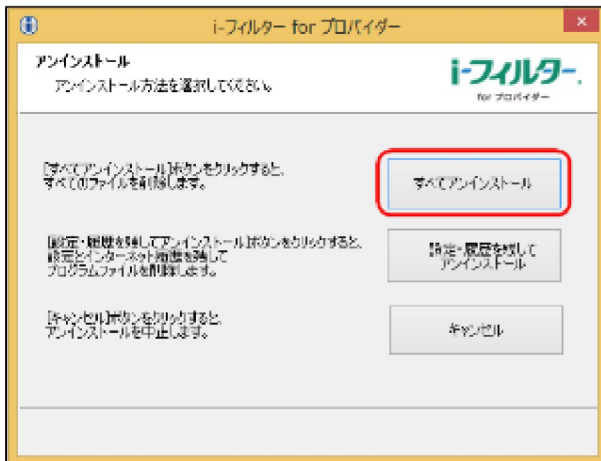 i-フィルター for プロバイダー
アンインストール
アンインストール方法を選択してください。
i-フィルター.
for プロバイダー
[すべてアンインストール]ボタンをクリックすると、
すべてのファイルを削除します。
すべてアンインストール
[設定・履歴を残してアンインストール]ボタンをクリックすると、
設定とインターネット履歴を残して
プログラムファイルを削除します。
設定・履歴を残して
アンインストール
[キャンセル]ボタンをクリックすると、
アンインストールを中止します。
キャンセル